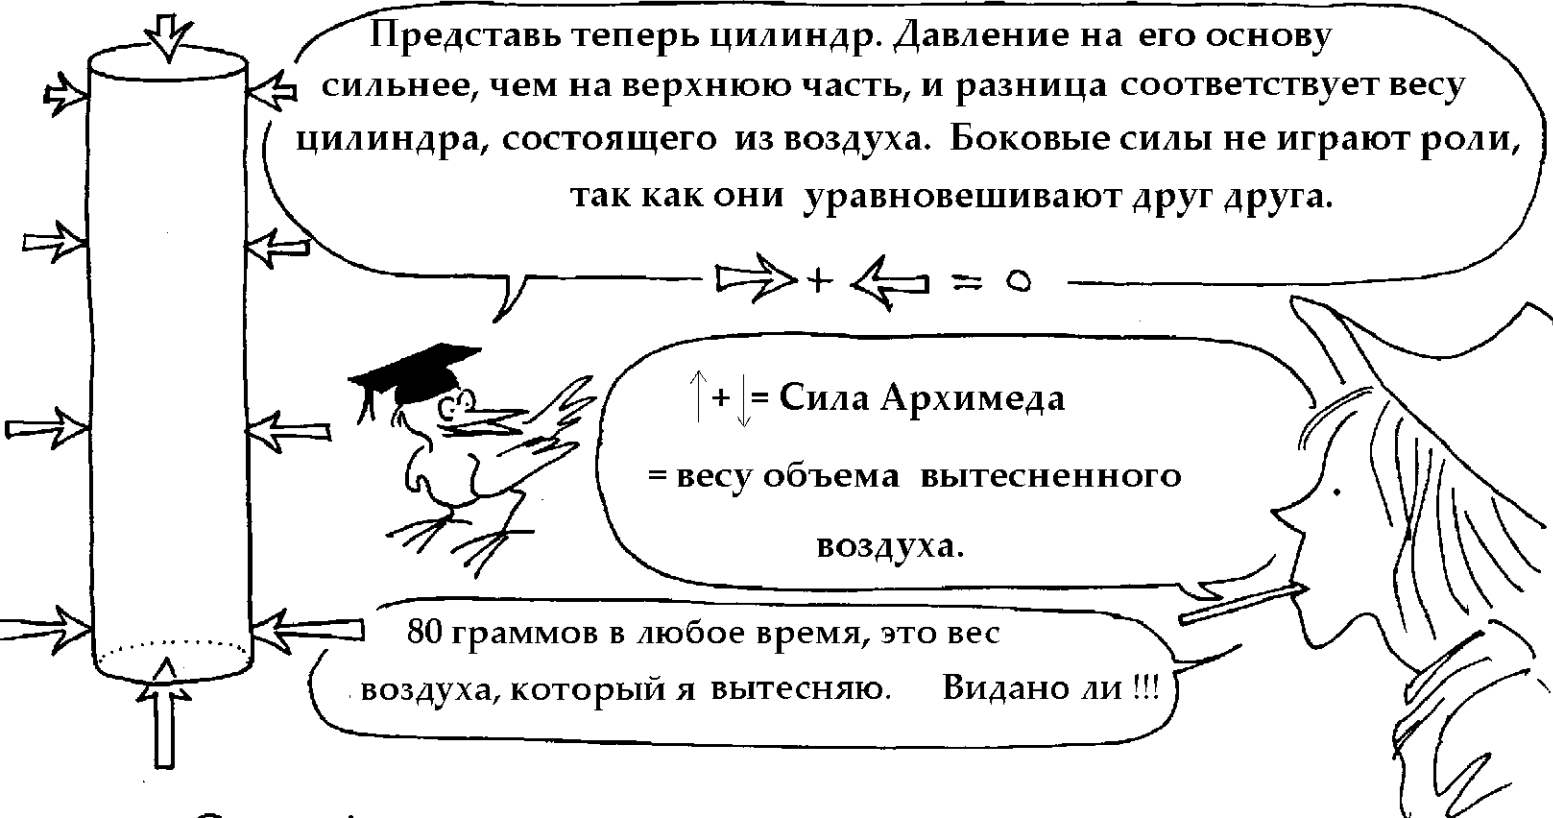 Представь теперь цилиндр. Давление на его основу
сильнее, чем на верхнюю часть, и разница соответствует весу
цилиндра, состоящего из воздуха. Боковые силы не играют роли,
так как они уравновешивают друг друга.
+ = 0
↑ + ↓ = Сила Архимеда
= весу объема вытесненного
воздуха.
80 граммов в любое время, это вес
воздуха, который я вытесняю. Видано ли !!!